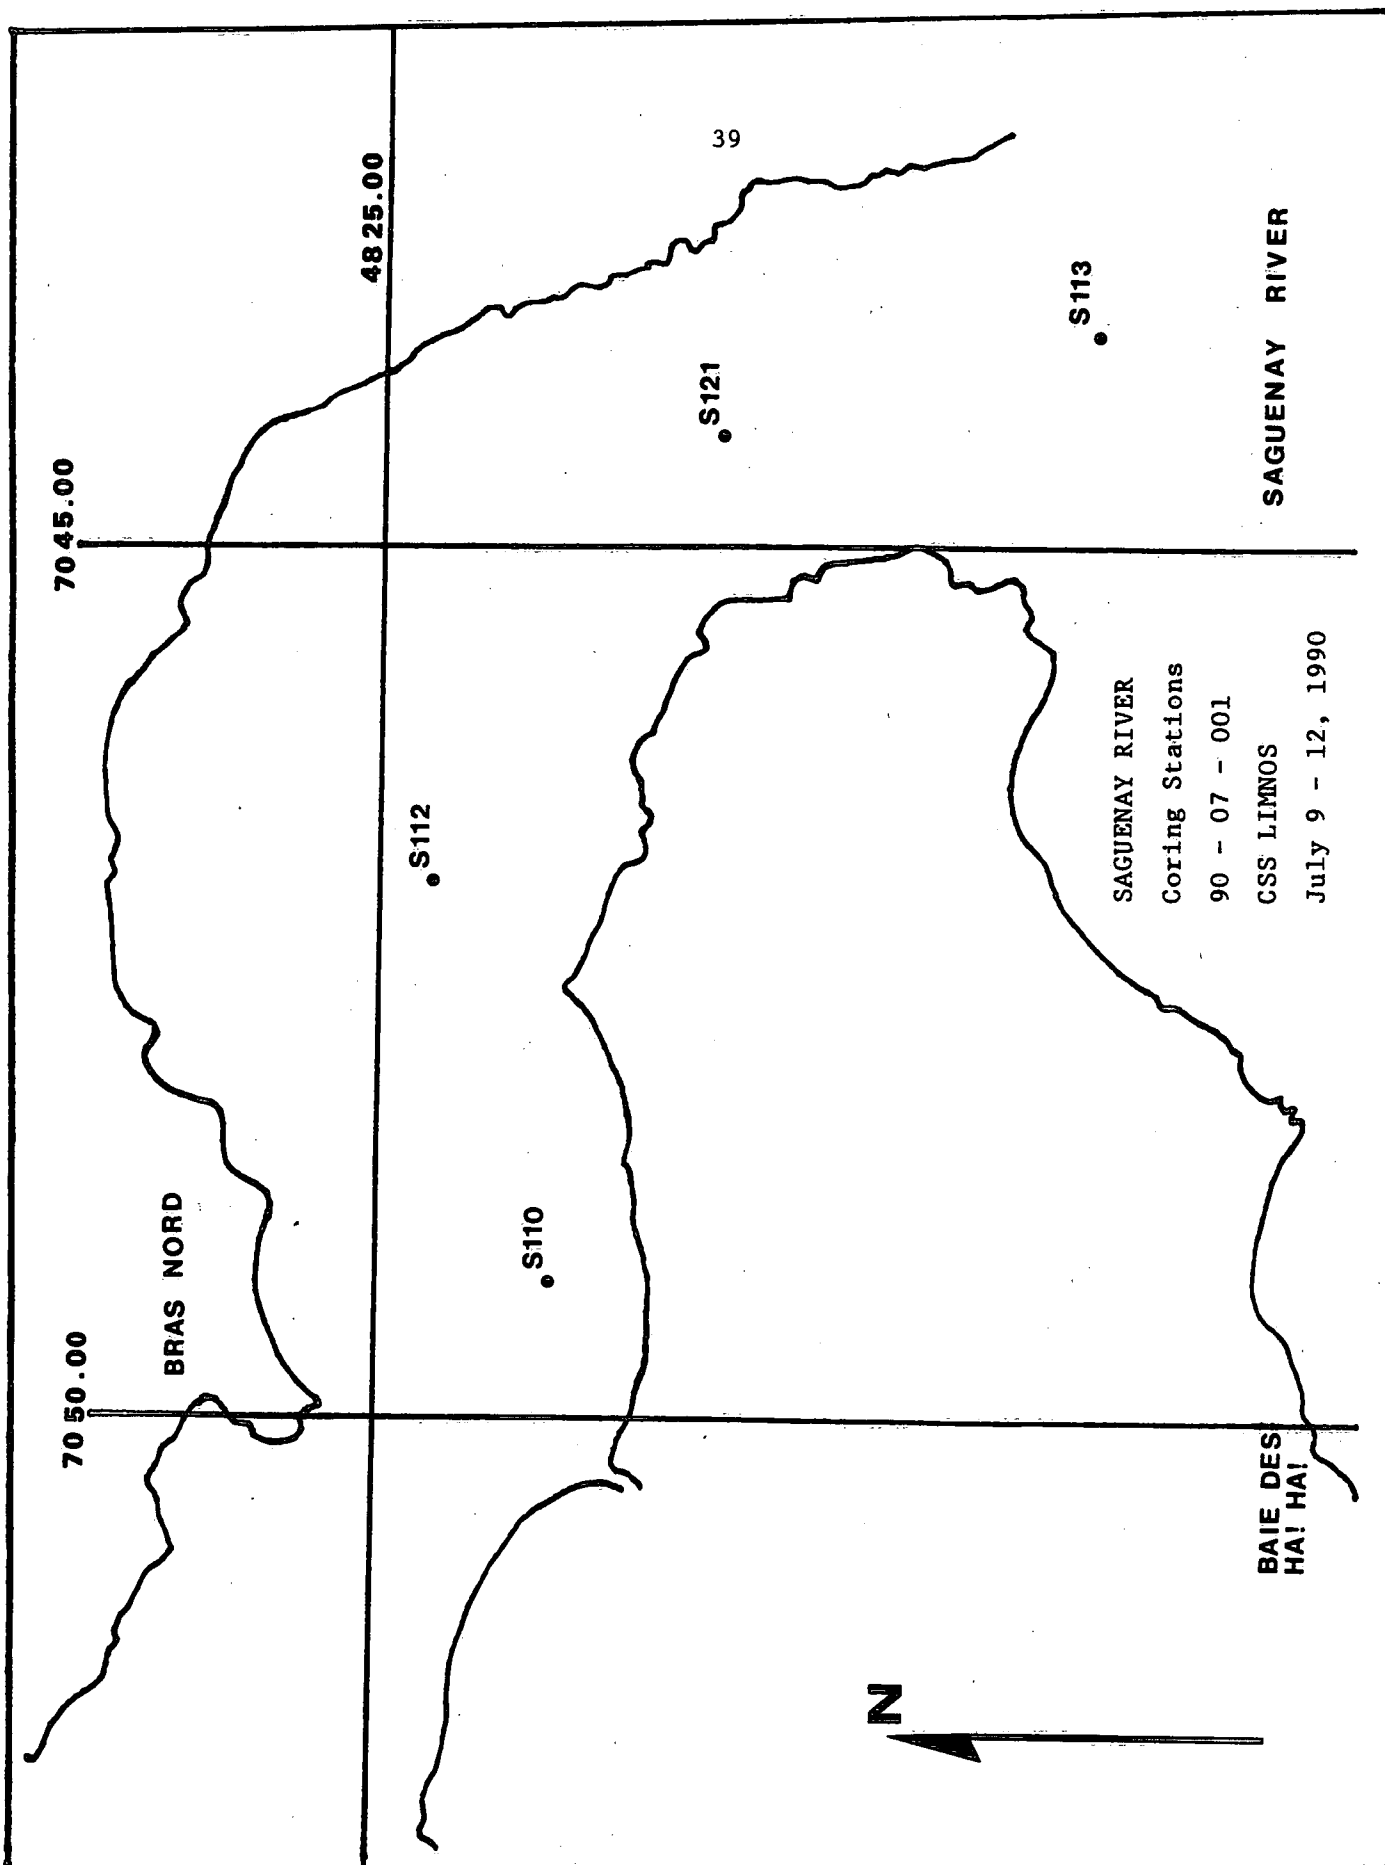 39
70 50.00
70 45.00
48 25.00
BRAS NORD
S110
S112
S121
S113
SAGUENAY RIVER
SAGUENAY RIVER
Coring Stations
90 - 07 - 001
CSS LIMNOS
July 9 - 12, 1990
BAIE DES
HA! HA!
N